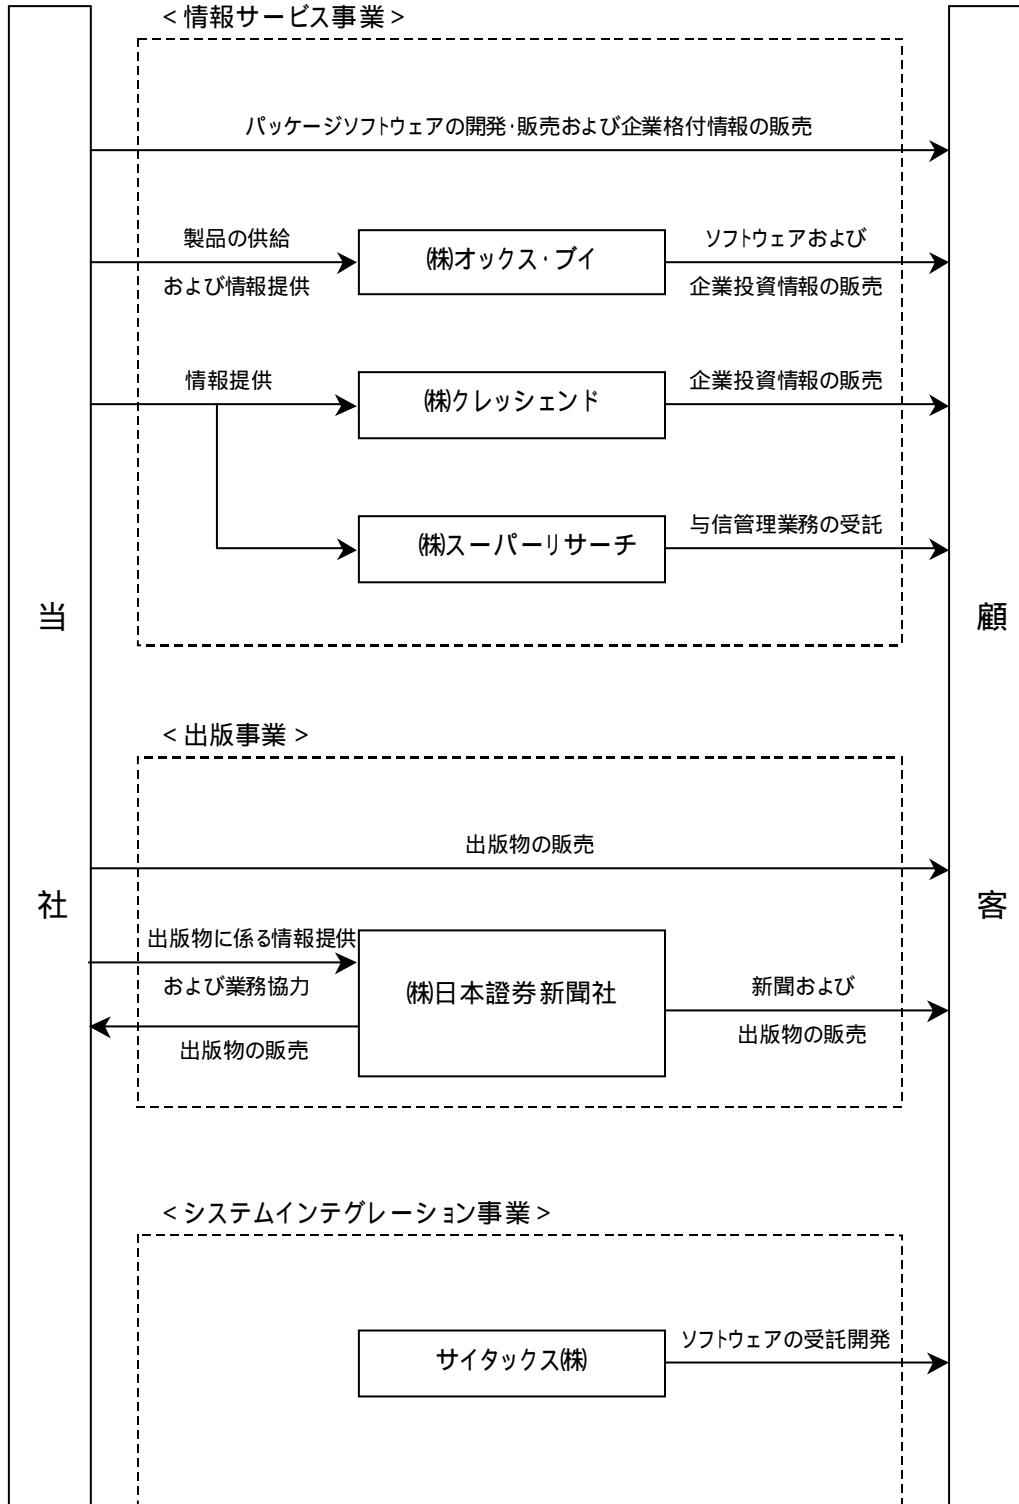 ＜情報サービス事業＞
パッケージソフトウェアの開発・販売および企業格付情報の販売
製品の供給
および情報提供
㈱オックス・ブイ
ソフトウェアおよび
企業投資情報の販売
情報提供
㈱クレッシェンド
企業投資情報の販売
㈱スーパーリサーチ
与信管理業務の受託
当
社
顧
客
＜出版事業＞
出版物の販売
出版物に係る情報提供
および業務協力
出版物の販売
㈱日本證券新聞社
新聞および
出版物の販売
＜システムインテグレーション事業＞
サイタックス㈱
ソフトウェアの受託開発